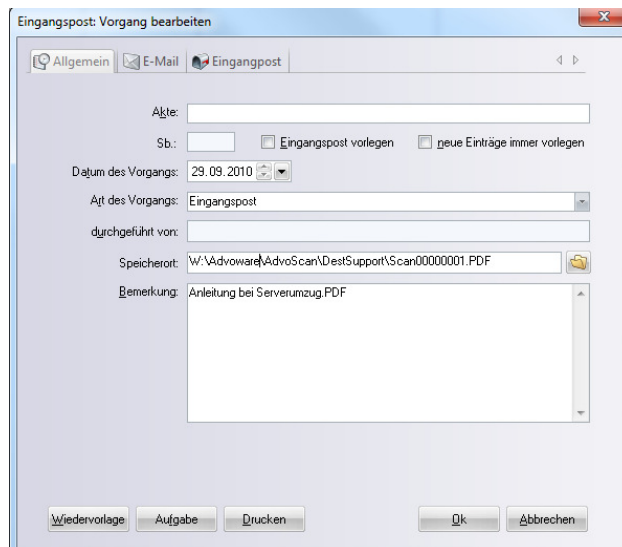 Eingangspost: Vorgang bearbeiten
Allgemein E-Mail Eingangpost
Akte:
Sb.: Eingangspost vorlegen neue Einträge immer vorlegen
Datum des Vorgangs: 29.09.2010
Art des Vorgangs: Eingangspost
durchgeführt von:
Speicherort: W:\Advoware\AdvoScan\DestSupport\Scan00000001.PDF
Bemerkung: Anleitung bei Serverumzug.PDF
Wiedervorlage Aufgabe Drucken Ok Abbrechen